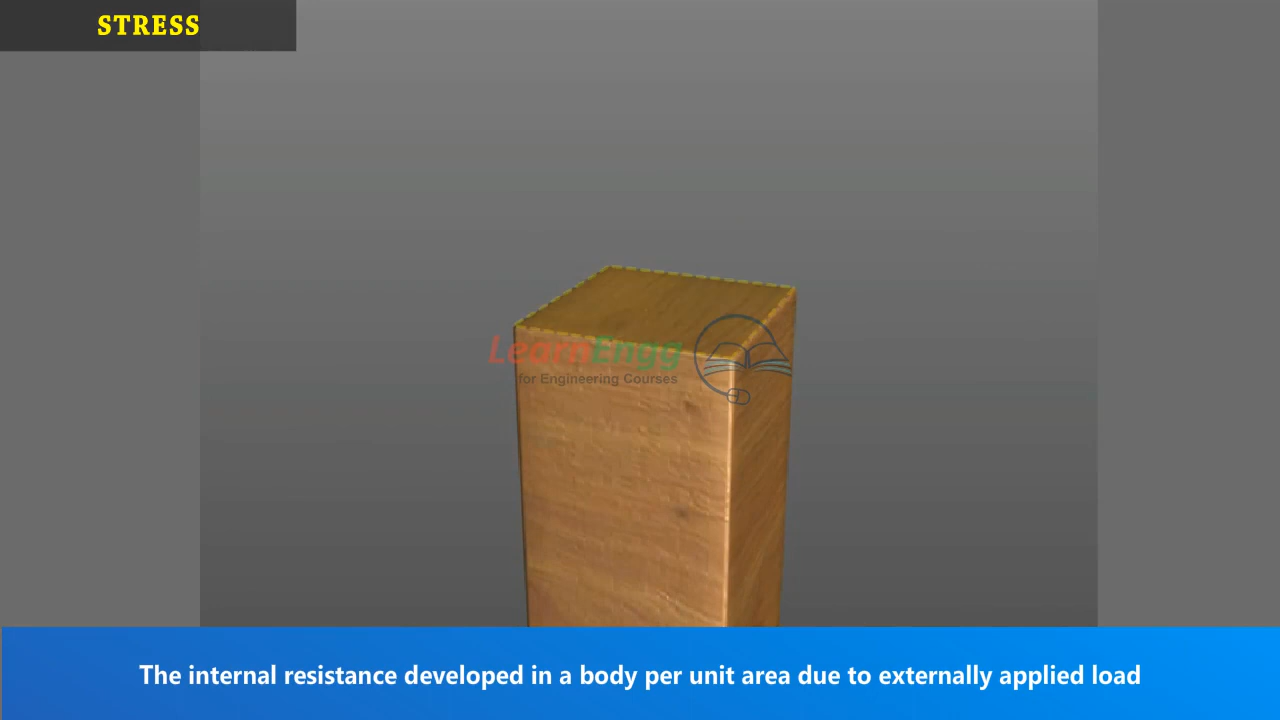 STRESS
LearnEngg
for Engineering Courses
The internal resistance developed in a body per unit area due to externally applied load